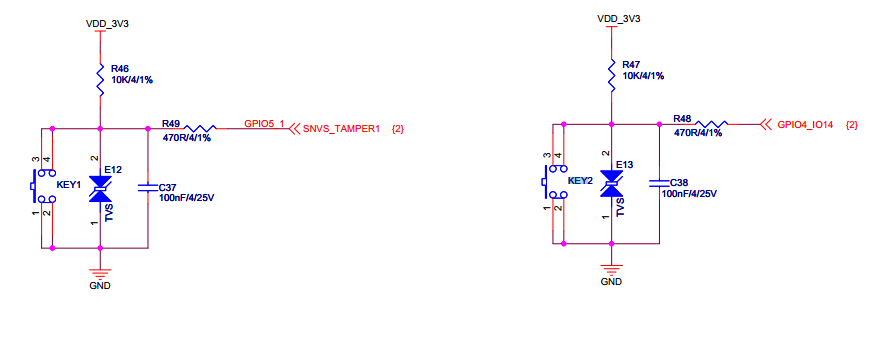 VDD_3V3
R46
10K/4/1%
R49
GPIO5_1
SNVS_TAMPER1 {2}
470R/4/1%
3
4
2
E12
KEY1
C37
100nF/4/25V
1
2
1
TVS
GND
VDD_3V3
R47
10K/4/1%
R48
GPIO4_IO14 {2}
470R/4/1%
3
4
2
E13
KEY2
C38
100nF/4/25V
1
2
1
TVS
GND